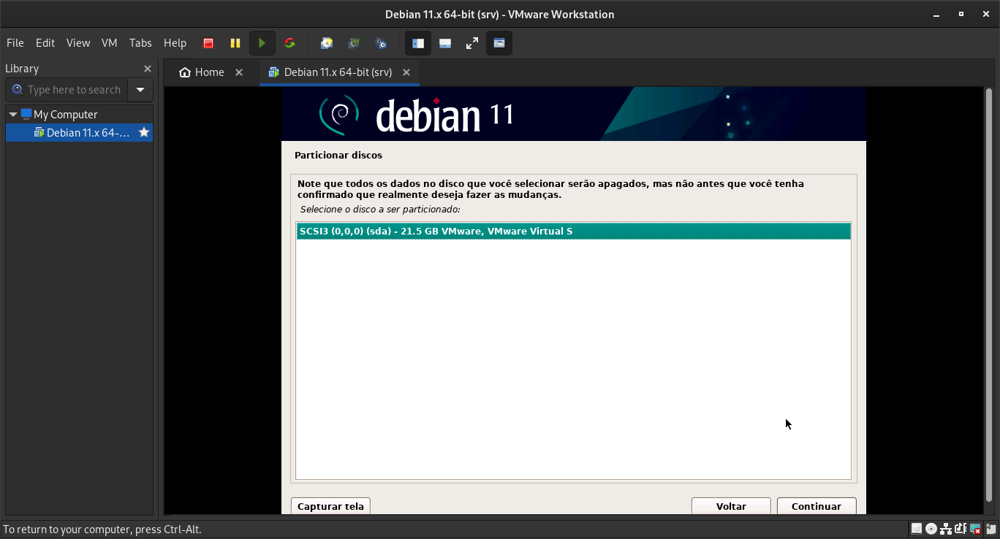 Debian 11.x 64-bit (srv) - VMware Workstation
File Edit View VM Tabs Help
Library
Type here to search
My Computer
Debian 11.x 64-...
Home
Debian 11.x 64-bit (srv)
debian 11
Particionar discos
Note que todos os dados no disco que você selecionar serão apagados, mas não antes que você tenha
confirmado que realmente deseja fazer as mudanças.
Selecione o disco a ser particionado:
SCSI3 (0,0,0) (sda) - 21.5 GB VMware, VMware Virtual S
Capturar tela
Voltar
Continuar
To return to your computer, press Ctrl-Alt.